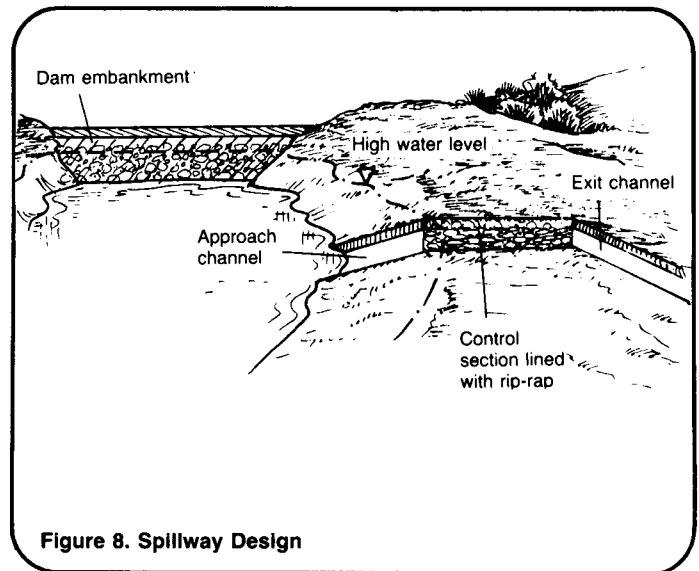 Dam embankment
High water level
Exit channel
Approach
channel
Control
section lined
with rip-rap
Figure 8. Spillway Design